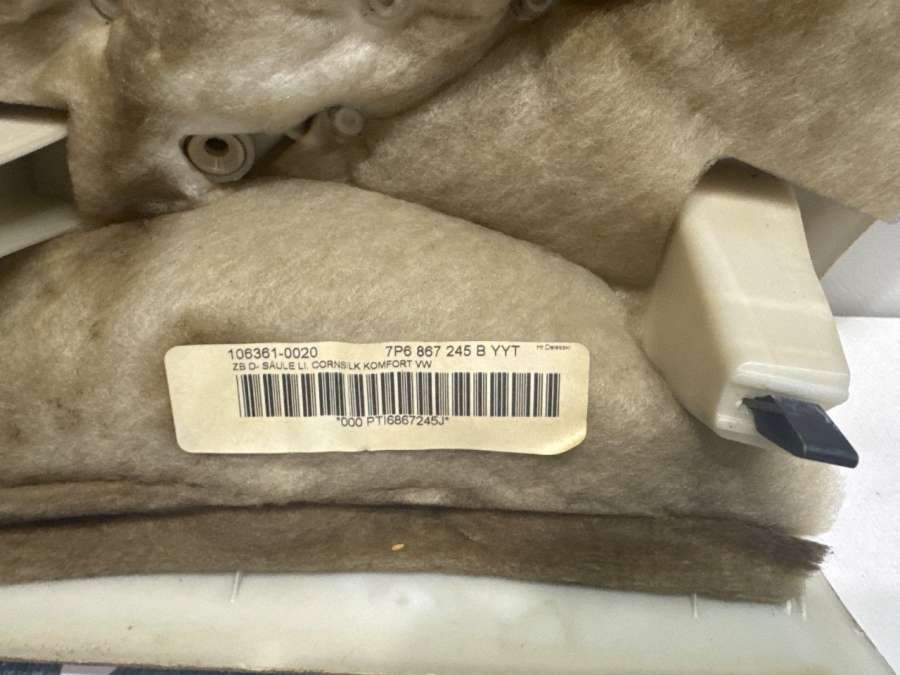 106361-0020 7P6 867 245 B YYT
ZB D- SÄULE LI. CORNSILK KOMFORT VW
*000 PTI6867245J*